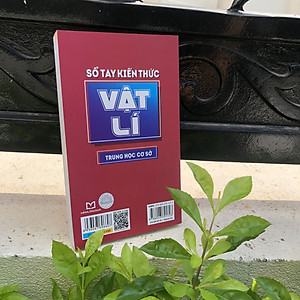 SỔ TAY KIẾN THỨC
VẬT
LÍ
TRUNG HỌC CƠ SỞ